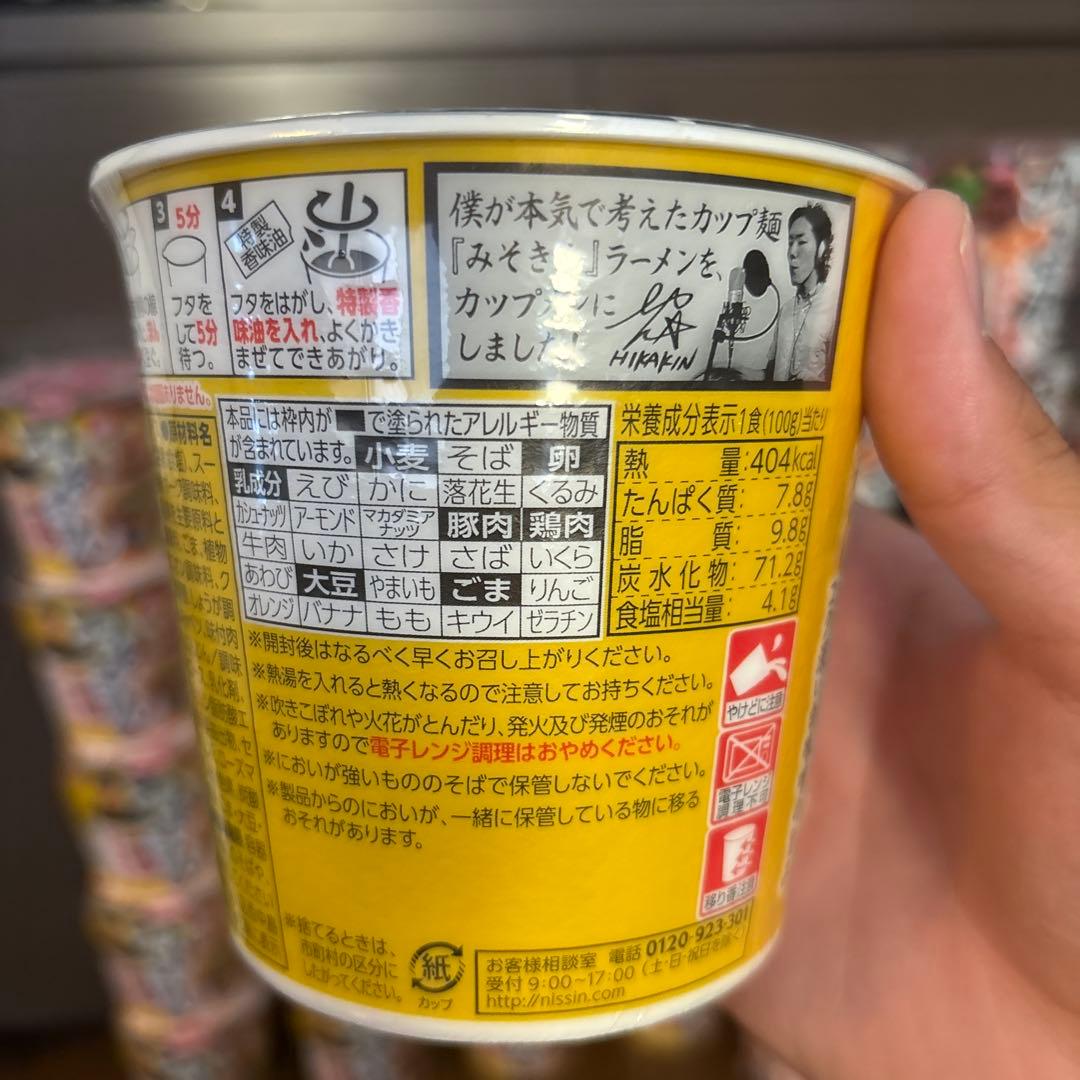 3
5分
フタを
して5分
待つ。
4
特製
香味油
フタをはがし、特製香
味油を入れ、よくかき
まぜてできあがり。
僕が本気で考えたカップ麺
『みそきん』ラーメンを、
カップメンに
しました!
HIKAKIN
りません。
●原材料名
本品には枠内が■で塗られたアレルギー物質
が含まれています。 小麦 そば 卵
乳成分 えび かに 落花生 くるみ
カシューナッツ アーモンド マカダミアナッツ 豚肉 鶏肉
牛肉 いか さけ さば いくら
あわび 大豆 やまいも ごま りんご
オレンジ バナナ もも キウイ ゼラチン
栄養成分表示1食(100g)当たり
熱量:404kcal
たんぱく質: 7.8g
脂質: 9.8g
炭水化物: 71.2g
食塩相当量: 4.1g
※開封後はなるべく早くお召し上がりください。
※熱湯を入れると熱くなるので注意してお持ちください。
※吹きこぼれや火花がとんだり、発火及び発煙のおそれが
ありますので電子レンジ調理はおやめください。
※においが強いもののそばで保管しないでください。
※製品からのにおいが、一緒に保管している物に移る
おそれがあります。
やけどに注意
電子レンジ
調理不可
移り香注意
※捨てるときは、
市町村の区分に
したがってください。
紙
カップ
お客様相談室 電話 0120-923-301
受付 9:00~17:00 (土・日・祝日を除く)
http://nissin.com